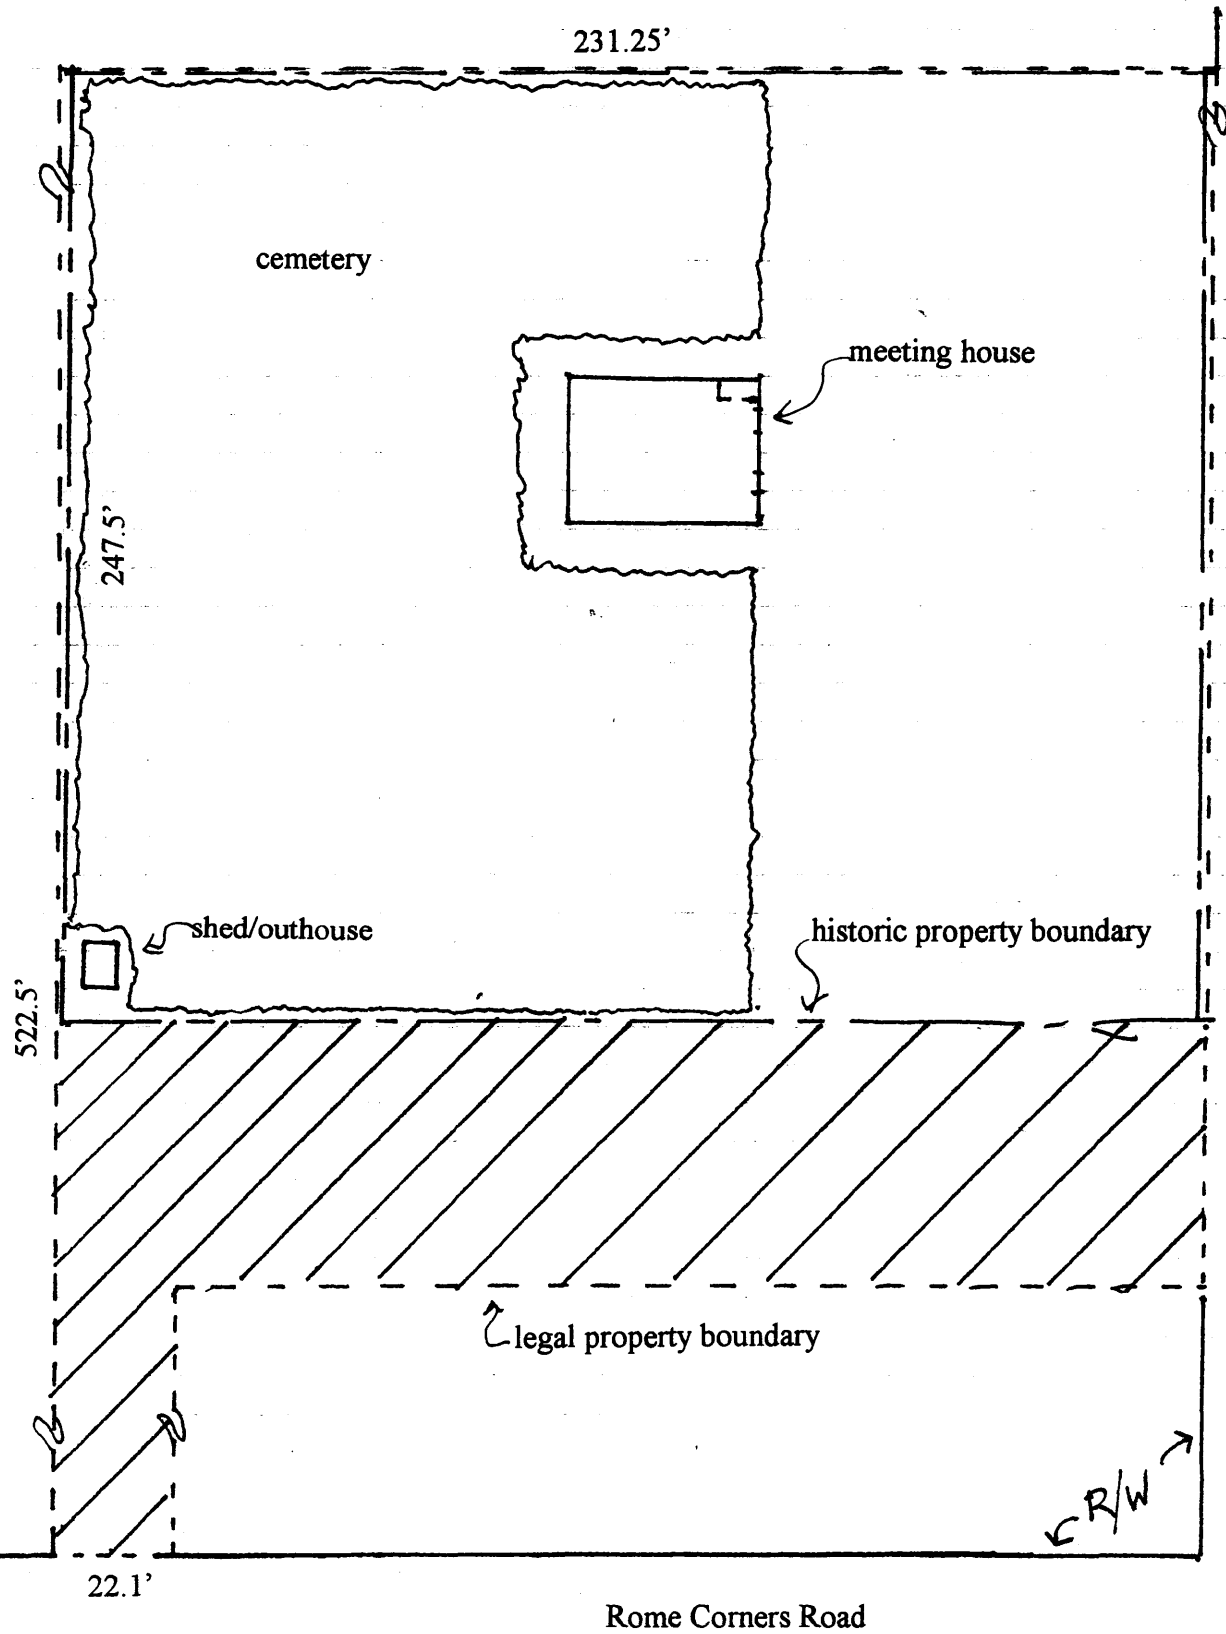 231.25’
cemetery
meeting house
247.5’
shed/outhouse
historic property boundary
522.5’
legal property boundary
R/W
22.1’
Rome Corners Road